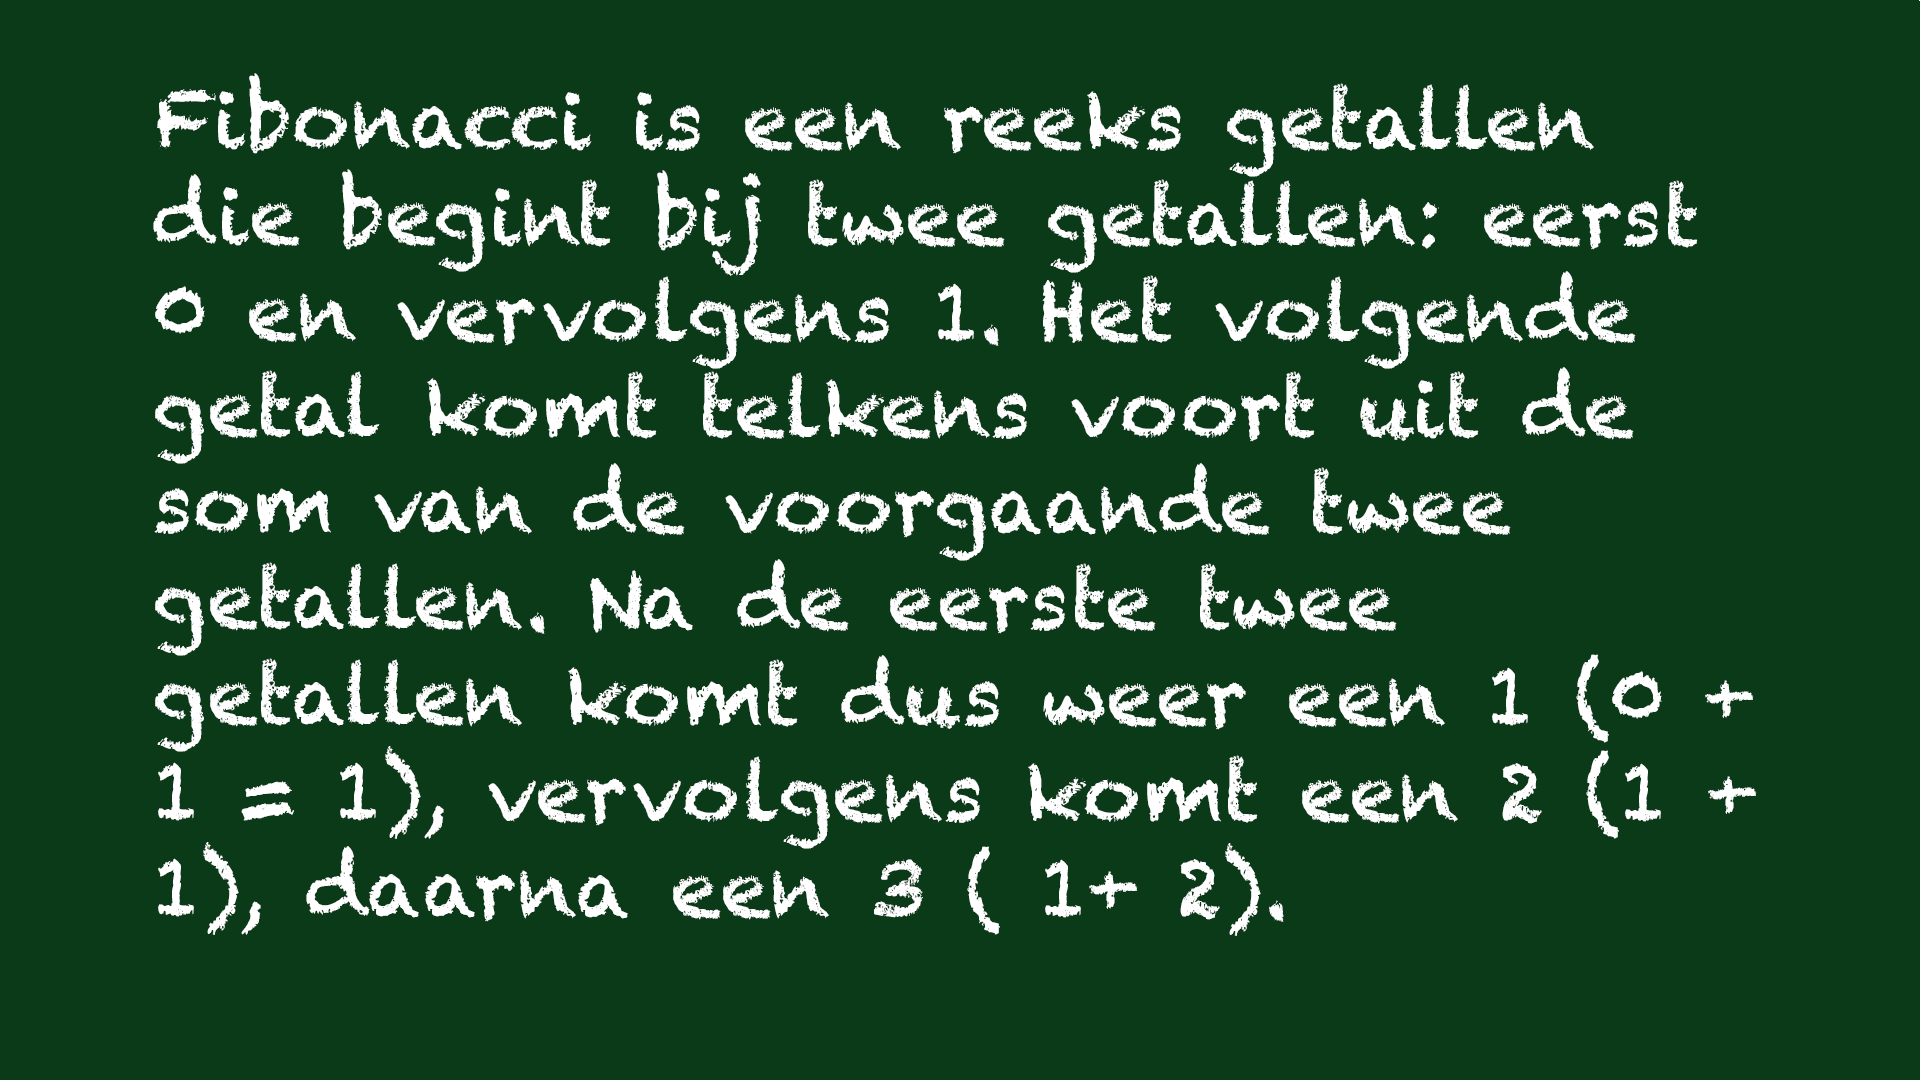 Fibonacci is een reeks getallen
die begint bij twee getallen: eerst
0 en vervolgens 1. Het volgende
getal komt telkens voort uit de
som van de voorgaande twee
getallen. Na de eerste twee
getallen komt dus weer een 1 (0 +
1 = 1), vervolgens komt een 2 (1 +
1), daarna een 3 ( 1+ 2).